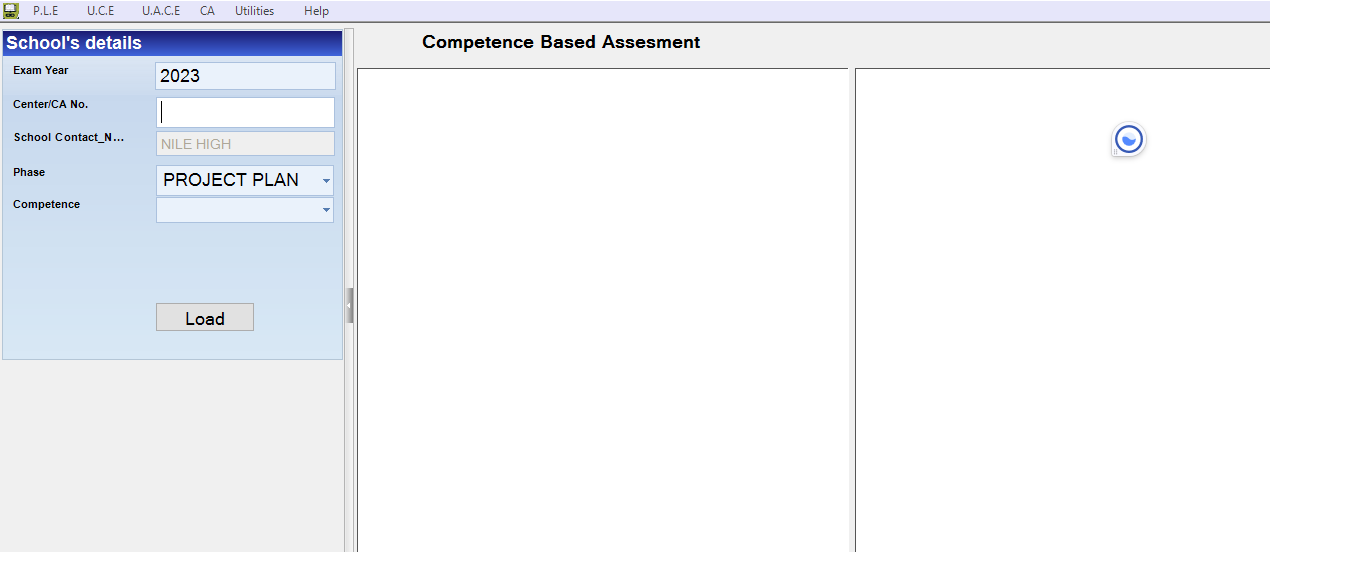 P.L.E U.C.E U.A.C.E CA Utilities Help
School's details
Exam Year 2023
Center/CA No.
School Contact_N... NILE HIGH
Phase PROJECT PLAN
Competence
Load
Competence Based Assesment